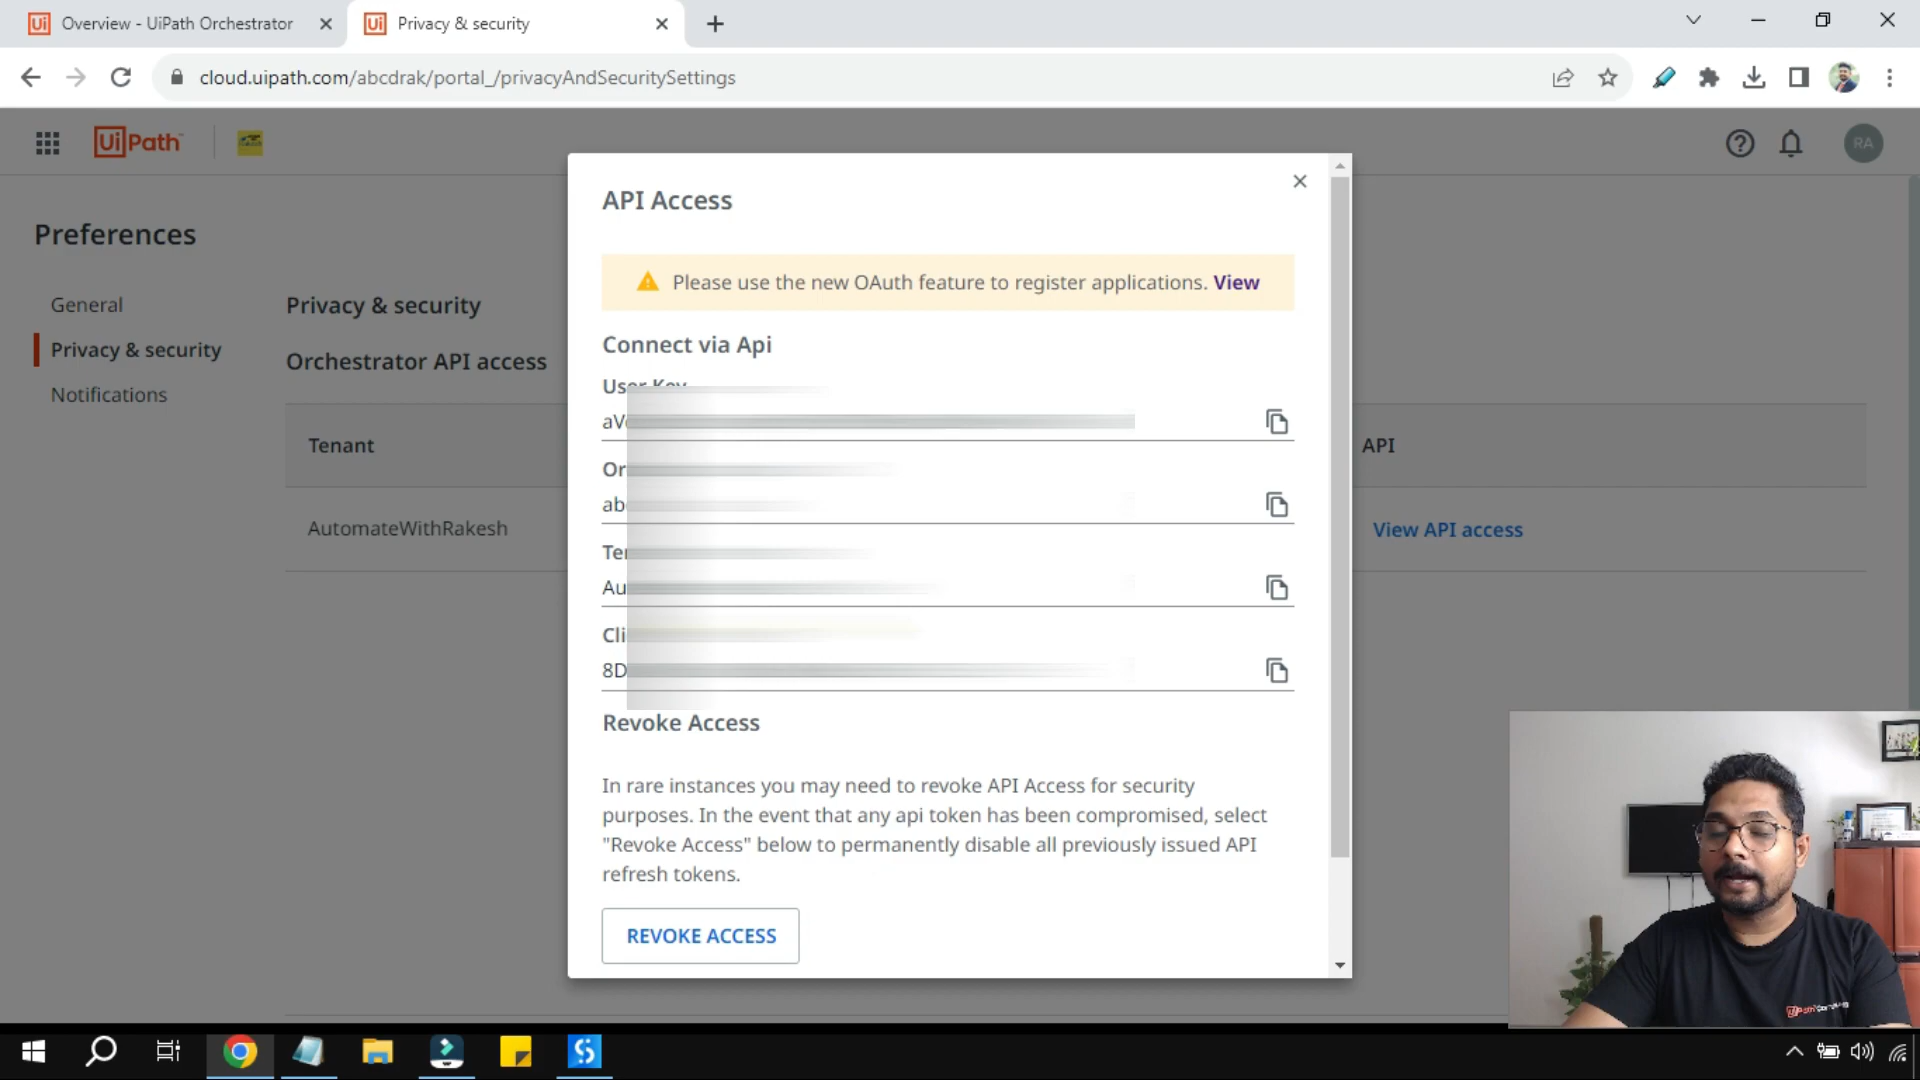 Overview - UiPath Orchestrator
Privacy & security
cloud.uipath.com/abcdrak/portal_/privacyAndSecuritySettings
UiPath
RA
Preferences
General
Privacy & security
Notifications
Privacy & security
Orchestrator API access
Tenant
API
AutomateWithRakesh
View API access
API Access
Please use the new OAuth feature to register applications. View
Connect via Api
User Key
Revoke Access
In rare instances you may need to revoke API Access for security
purposes. In the event that any api token has been compromised, select
"Revoke Access" below to permanently disable all previously issued API
refresh tokens.
REVOKE ACCESS